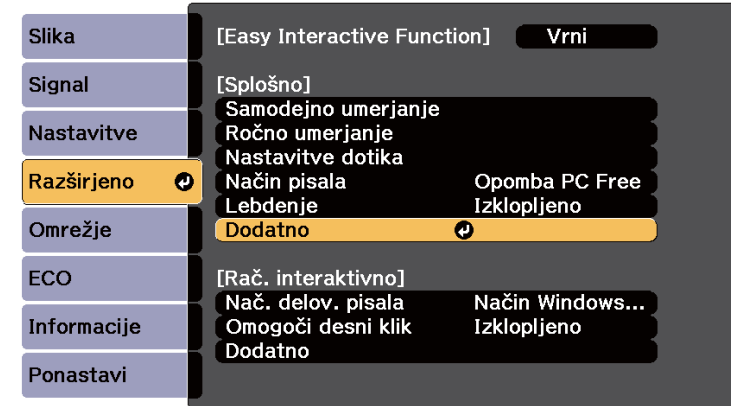 Slika
Signal
Nastavitve
Razširjeno
Omrežje
ECO
Informacije
Ponastavi
[Easy Interactive Function] Vrni
[Splošno]
Samodejno umerjanje
Ročno umerjanje
Nastavitve dotika
Način pisala Opomba PC Free
Lebdenje Izklopljeno
Dodatno
[Rač. interaktivno]
Nač. delov. pisala Način Windows...
Omogoči desni klik Izklopljeno
Dodatno